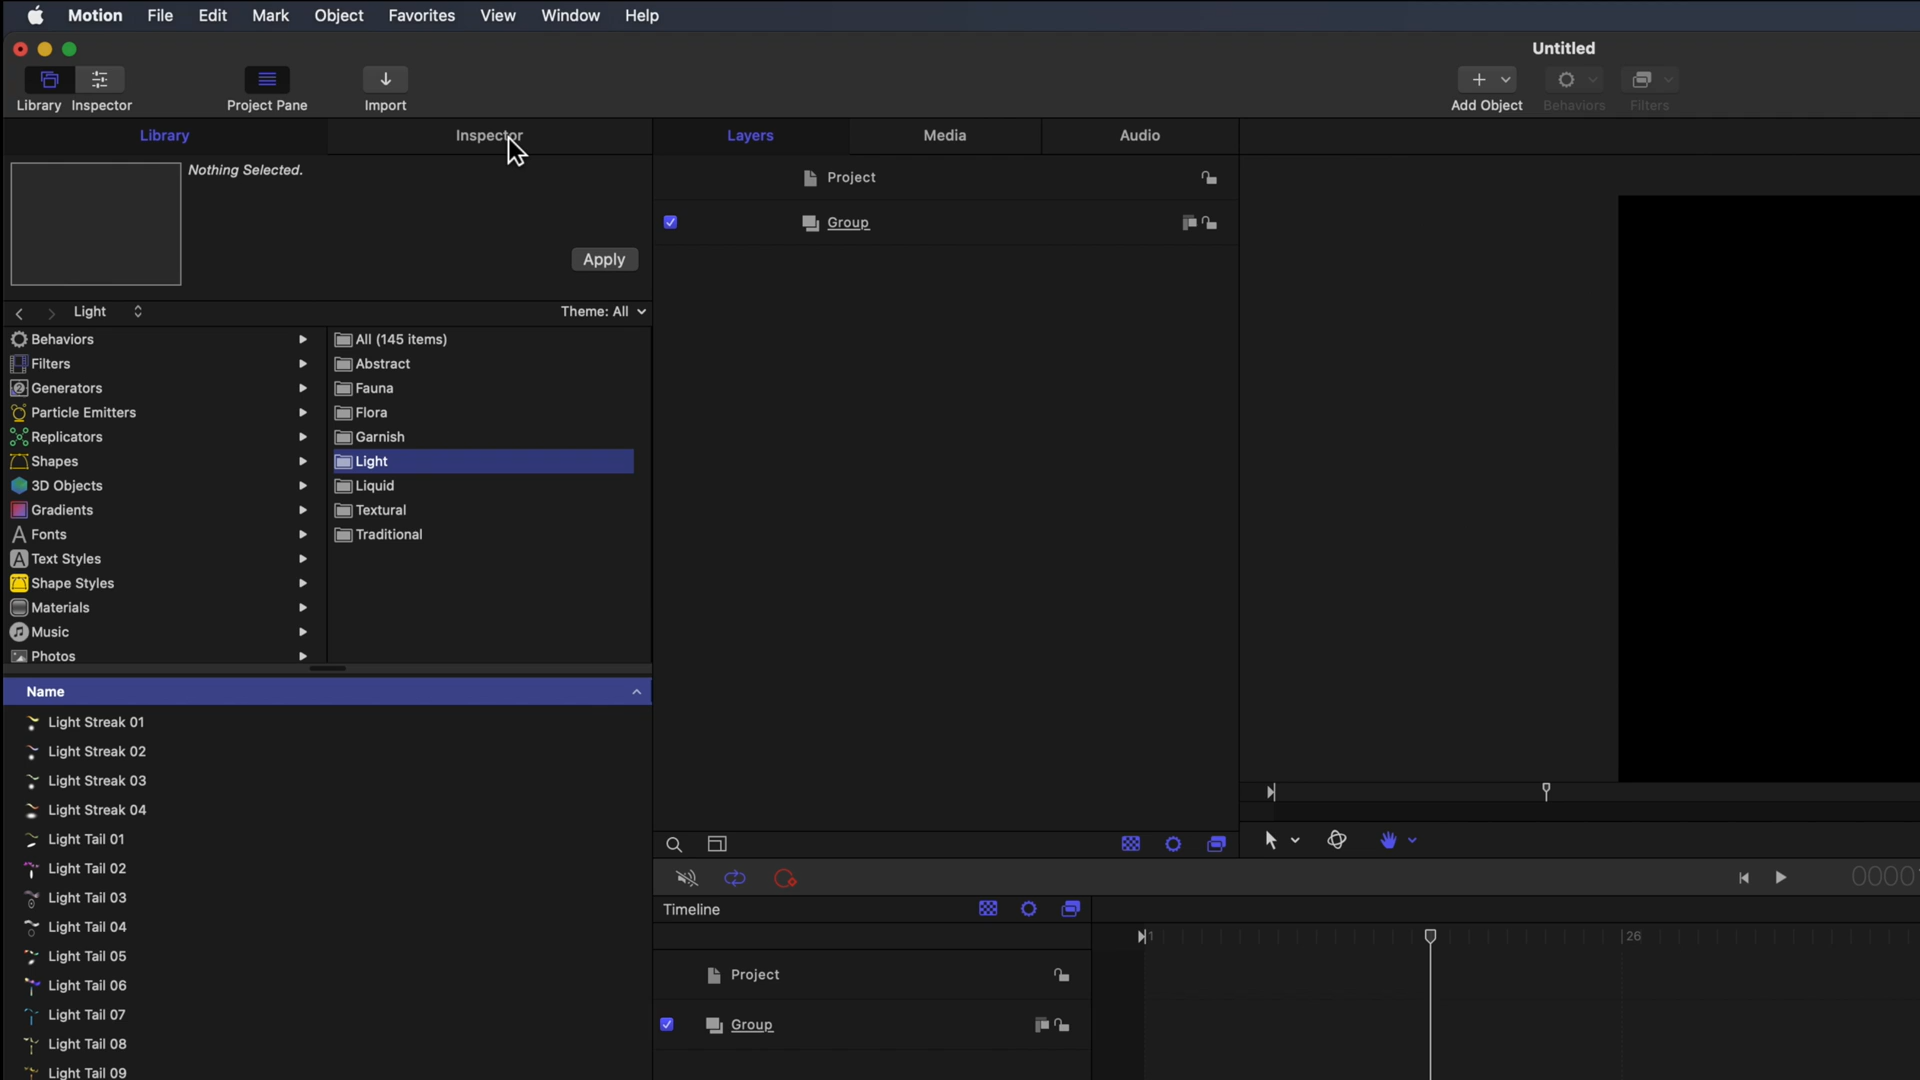 Motion File Edit Mark Object Favorites View Window Help
Untitled
Library Inspector Project Pane Import Add Object Behaviors Filters
Library Inspector Layers Media Audio
Nothing Selected.
Apply
Project
Group
Light Theme: All
Behaviors
Filters
Generators
Particle Emitters
Replicators
Shapes
3D Objects
Gradients
Fonts
Text Styles
Shape Styles
Materials
Music
Photos
All (145 items)
Abstract
Fauna
Flora
Garnish
Light
Liquid
Textural
Traditional
Name
Light Streak 01
Light Streak 02
Light Streak 03
Light Streak 04
Light Tail 01
Light Tail 02
Light Tail 03
Light Tail 04
Light Tail 05
Light Tail 06
Light Tail 07
Light Tail 08
Light Tail 09
0000
Timeline
1 26
Project
Group